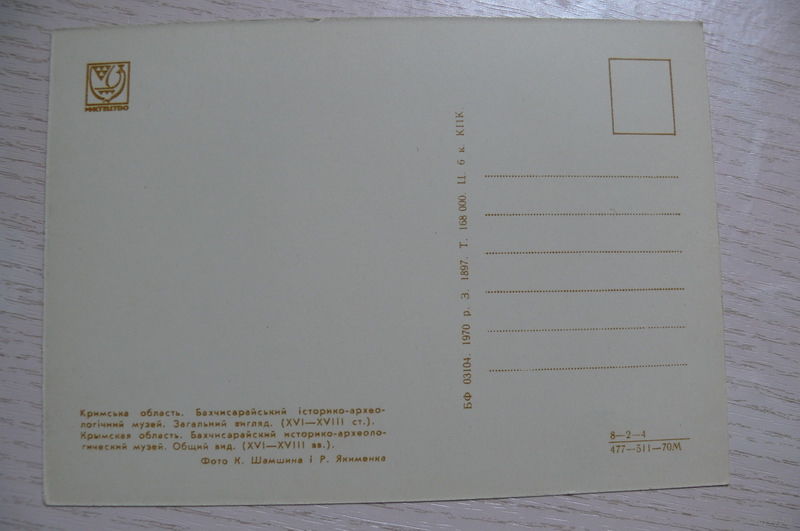 МИСТЕЦТВО
Кримська область. Бахчисарайський історико-архео-
логічний музей. Загальний вигляд. (XVI—XVIII ст.).
Крымская область. Бахчисарайский историко-археоло-
гический музей. Общий вид. (XVI—XVIII вв.).
Фото К. Шамшина і Р. Якименка
БФ 03104. 1970 р. З. 1897. Т. 168 000. Ц. 6 к. КПК.
8—2—4
477—511—70М